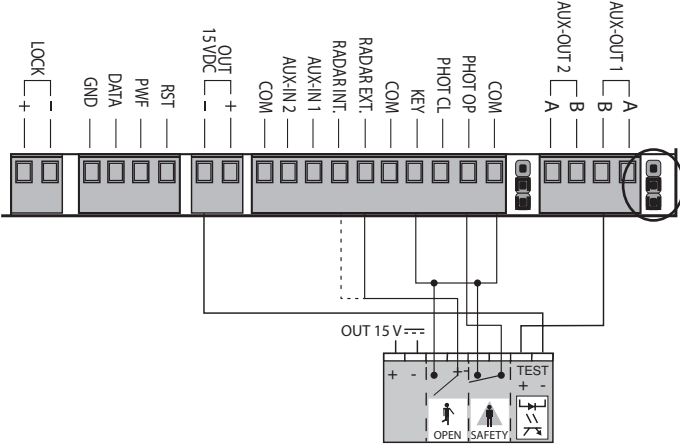 LOCK
+
-
GND
DATA
PWF
RST
OUT
15 VDC
-
+
COM
AUX-IN 2
AUX-IN 1
RADAR INT.
RADAR EXT.
COM
KEY
PHOT CL
PHOT OP
COM
AUX-OUT 2
A
B
AUX-OUT 1
B
A
OUT 15 V
+ - +- TEST
+ -
OPEN SAFETY